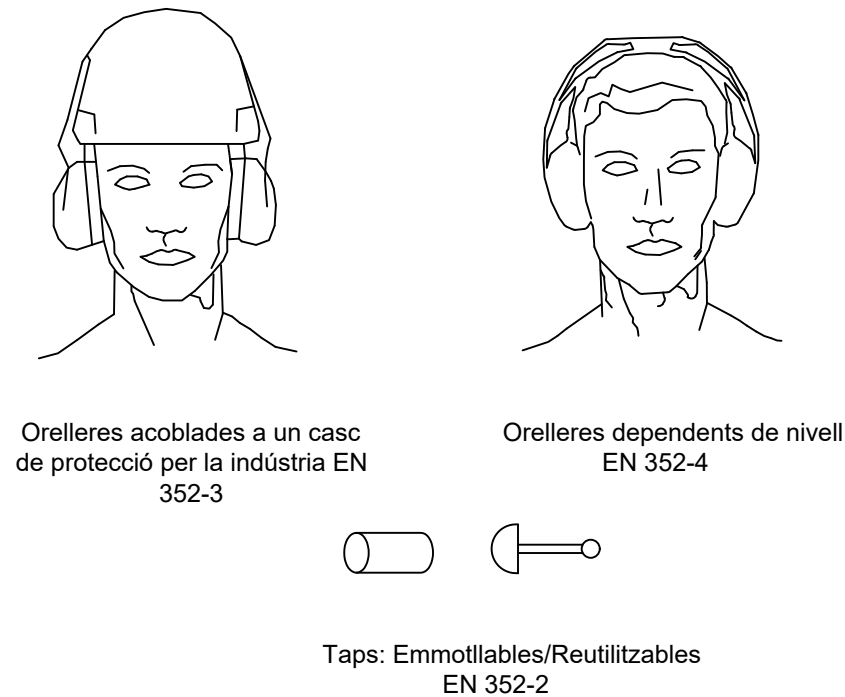 Orelleres acoblades a un casc
de protecció per la indústria EN
352-3
Orelleres dependents de nivell
EN 352-4
Taps: Emmotllables/Reutilitzables
EN 352-2